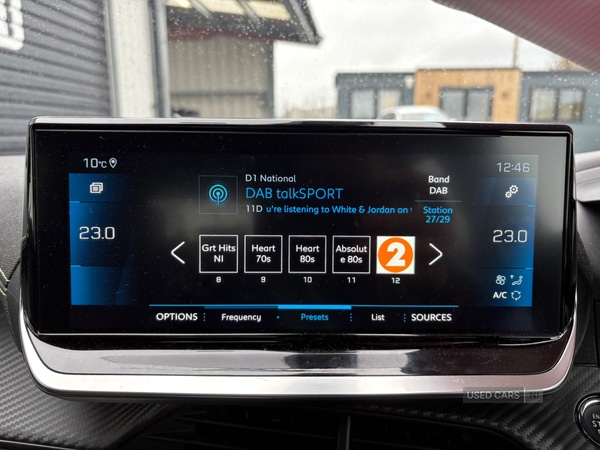 10°C
12:46
D1 National
DAB talkSPORT
11D u're listening to White & Jordan on
Band
DAB
Station
27/29
23.0
23.0
Grt Hits
NI
Heart
70s
Heart
80s
Absolut
e 80s
2
8
9
10
11
12
A/C
OPTIONS
Frequency
Presets
List
SOURCES
USED CARS NI